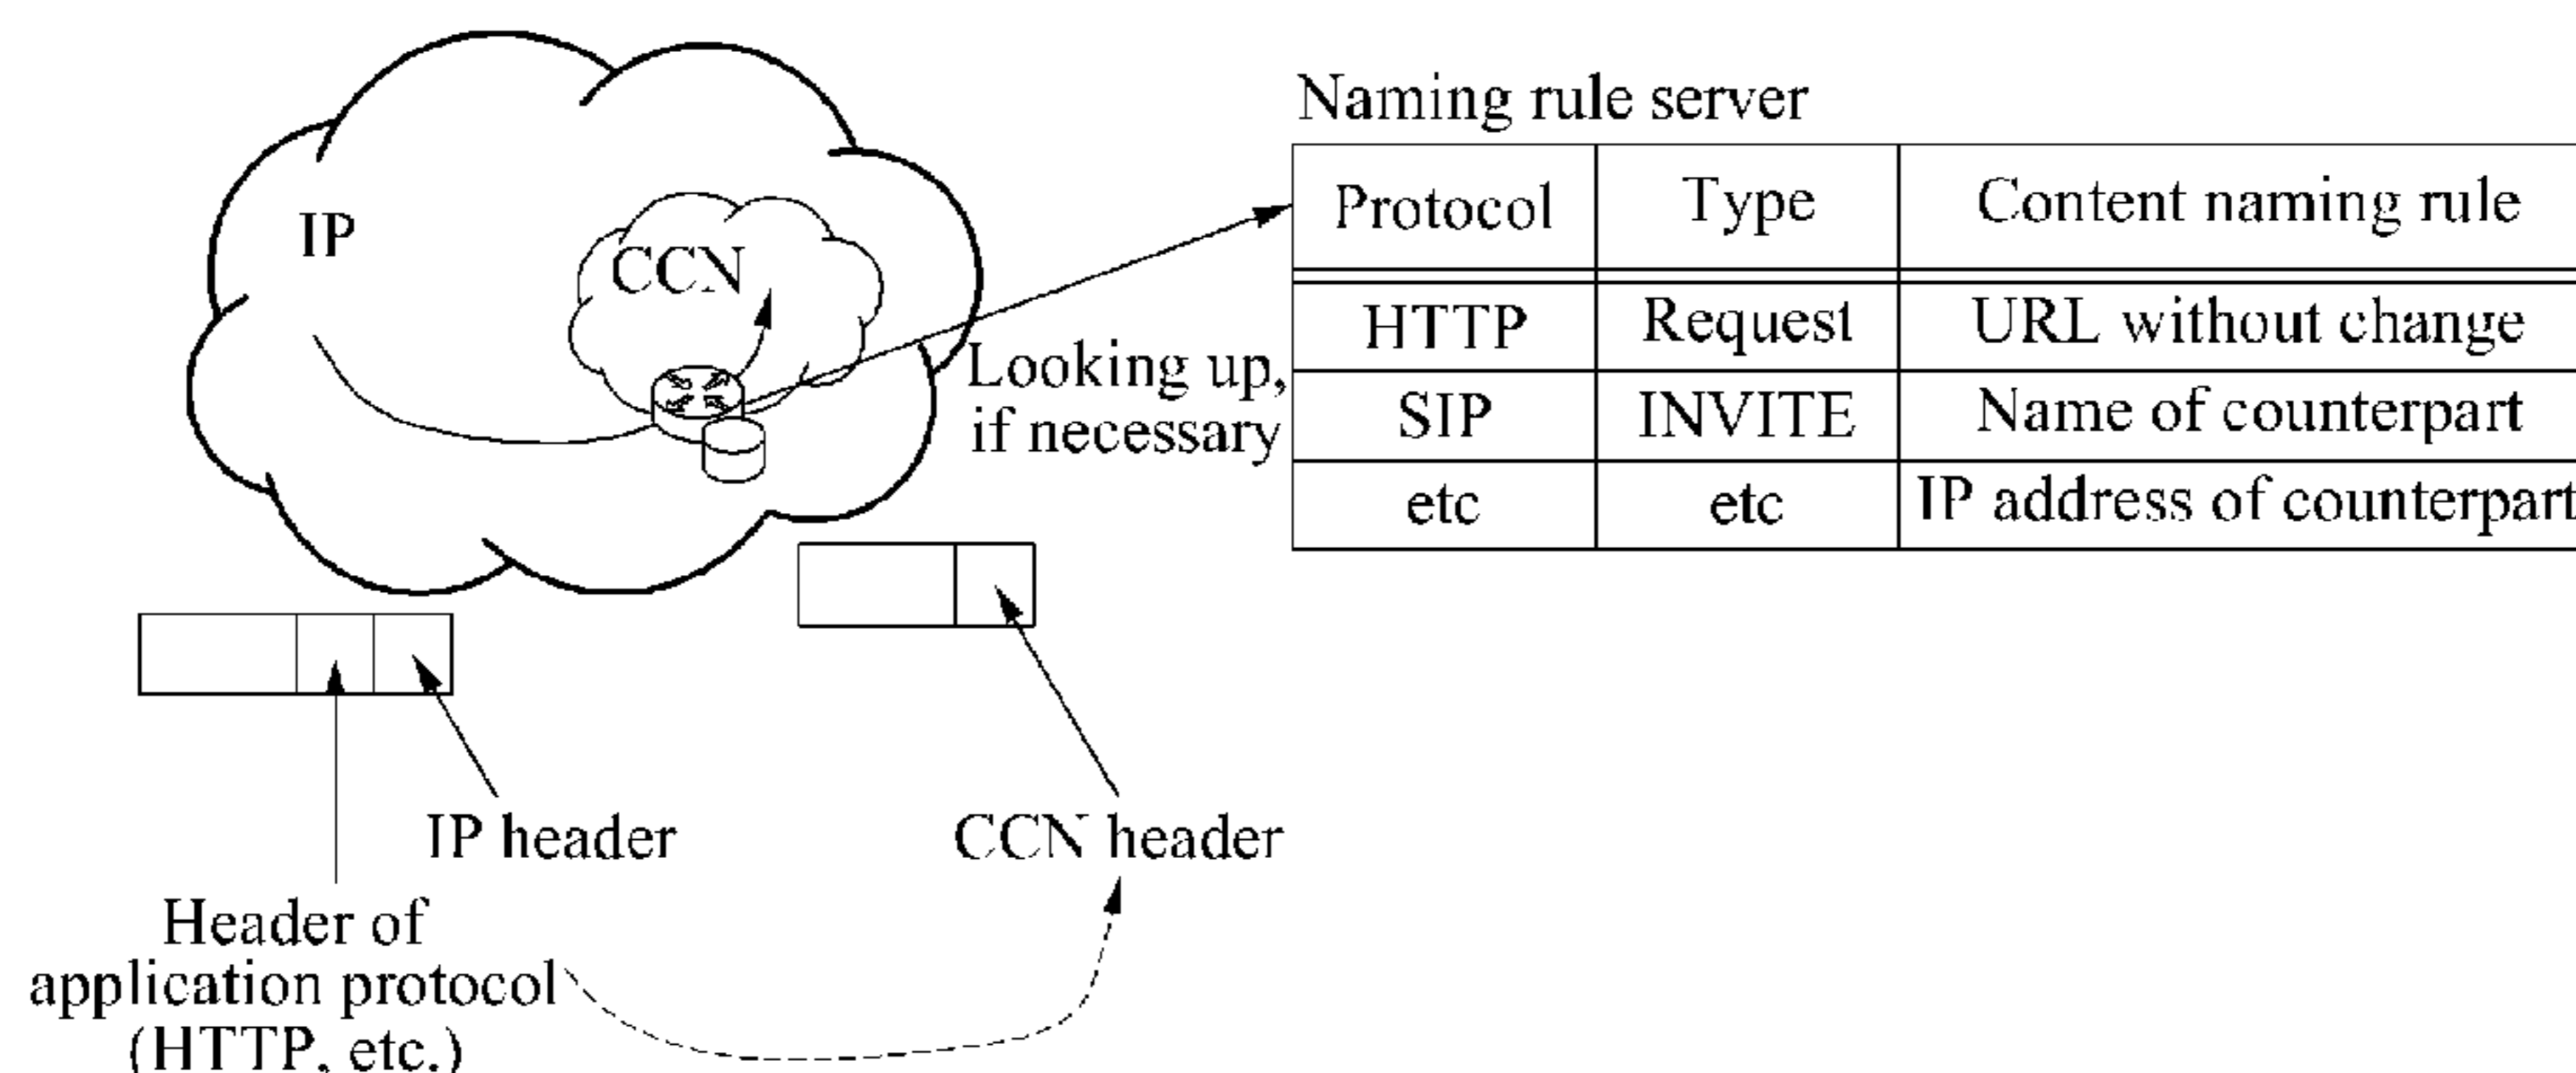 Naming rule server
Protocol Type Content naming rule
HTTP Request URL without change
SIP INVITE Name of counterpart
etc etc IP address of counterpart
IP
CCN
Looking up,
if necessary
IP header
CCN header
Header of
application protocol
(HTTP, etc.)